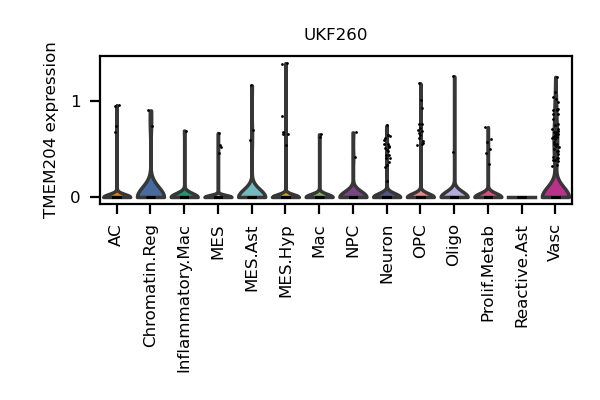 UKF260
TMEM204 expression
1
0
AC
Chromatin.Reg
Inflammatory.Mac
MES
MES.Ast
MES.Hyp
Mac
NPC
Neuron
OPC
Oligo
Prolif.Metab
Reactive.Ast
Vasc